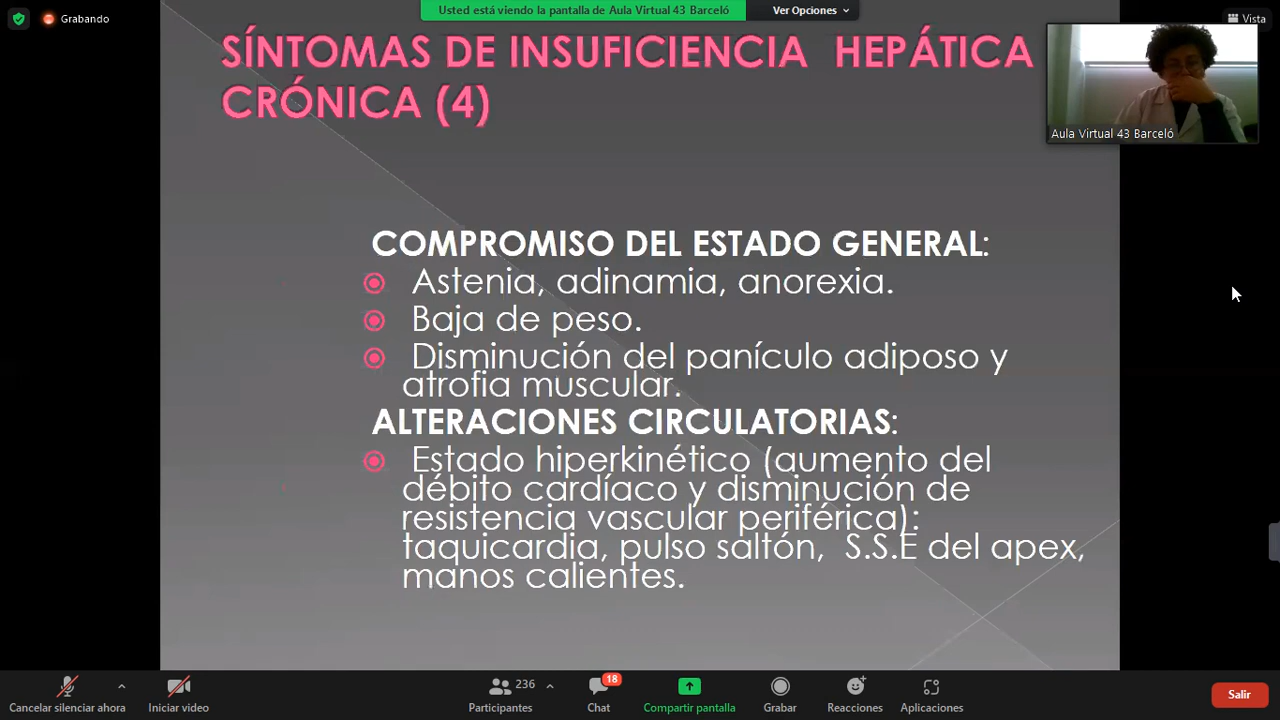 Grabando
Usted está viendo la pantalla de Aula Virtual 43 Barceló
Ver Opciones
Vista
SÍNTOMAS DE INSUFICIENCIA HEPÁTICA
CRÓNICA (4)
Aula Virtual 43 Barceló
COMPROMISO DEL ESTADO GENERAL:
Astenia, adinamia, anorexia.
Baja de peso.
Disminución del panículo adiposo y
atrofia muscular.
ALTERACIONES CIRCULATORIAS:
Estado hiperkinético (aumento del
débito cardíaco y disminución de
resistencia vascular periférica):
taquicardia, pulso saltón, S.S.E del apex,
manos calientes.
Cancelar silenciar ahora
Iniciar video
236
Participantes
18
Chat
Compartir pantalla
Grabar
Reacciones
Aplicaciones
Salir